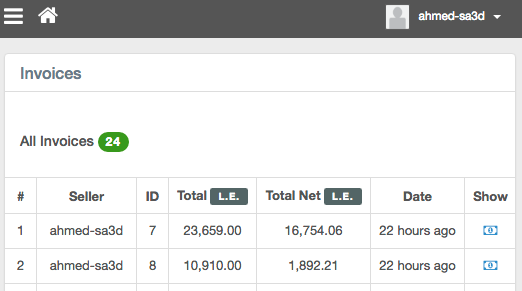 ahmed-sa3d
Invoices
All Invoices 24
# Seller ID Total L.E. Total Net L.E. Date Show
1 ahmed-sa3d 7 23,659.00 16,754.06 22 hours ago
2 ahmed-sa3d 8 10,910.00 1,892.21 22 hours ago